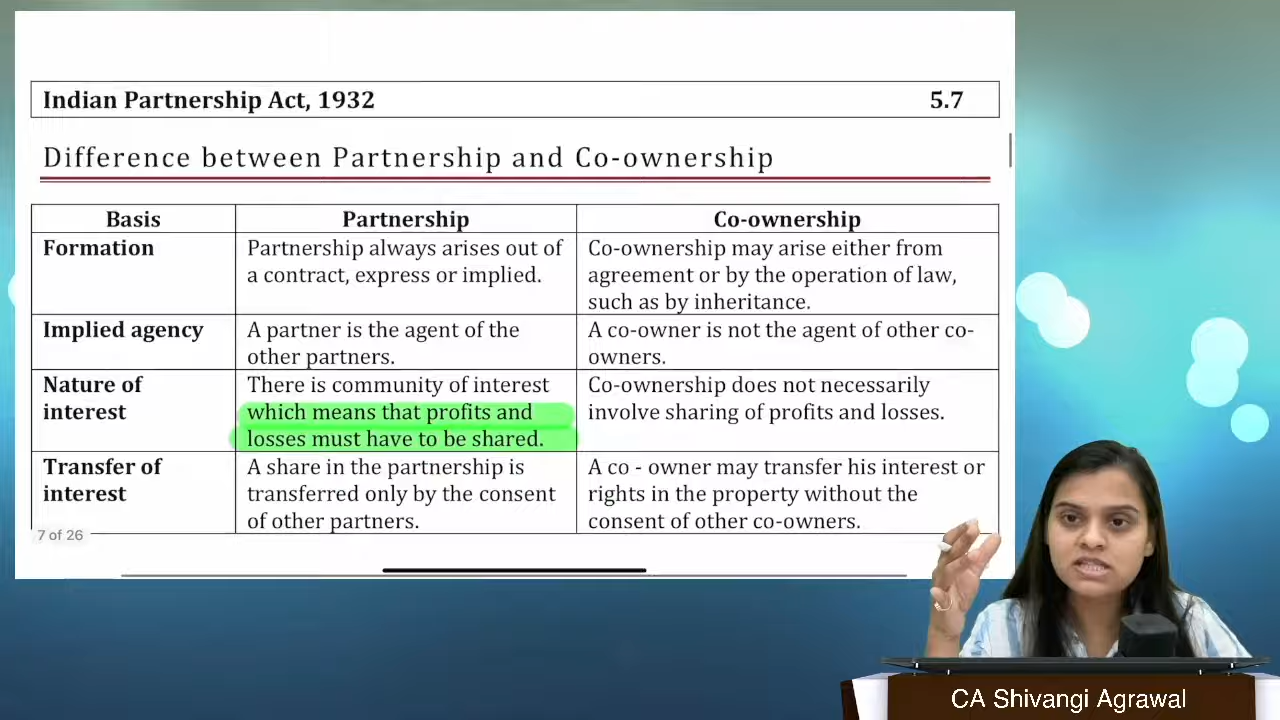 Indian Partnership Act, 1932 5.7
Difference between Partnership and Co-ownership
Basis Partnership Co-ownership
Formation
Partnership always arises out of
a contract, express or implied.
Co-ownership may arise either from
agreement or by the operation of law,
such as by inheritance.
Implied agency
A partner is the agent of the
other partners.
A co-owner is not the agent of other co-
owners.
Nature of
interest
There is community of interest
which means that profits and
losses must have to be shared.
Co-ownership does not necessarily
involve sharing of profits and losses.
Transfer of
interest
A share in the partnership is
transferred only by the consent
of other partners.
A co - owner may transfer his interest or
rights in the property without the
consent of other co-owners.
7 of 26
CA Shivangi Agrawal